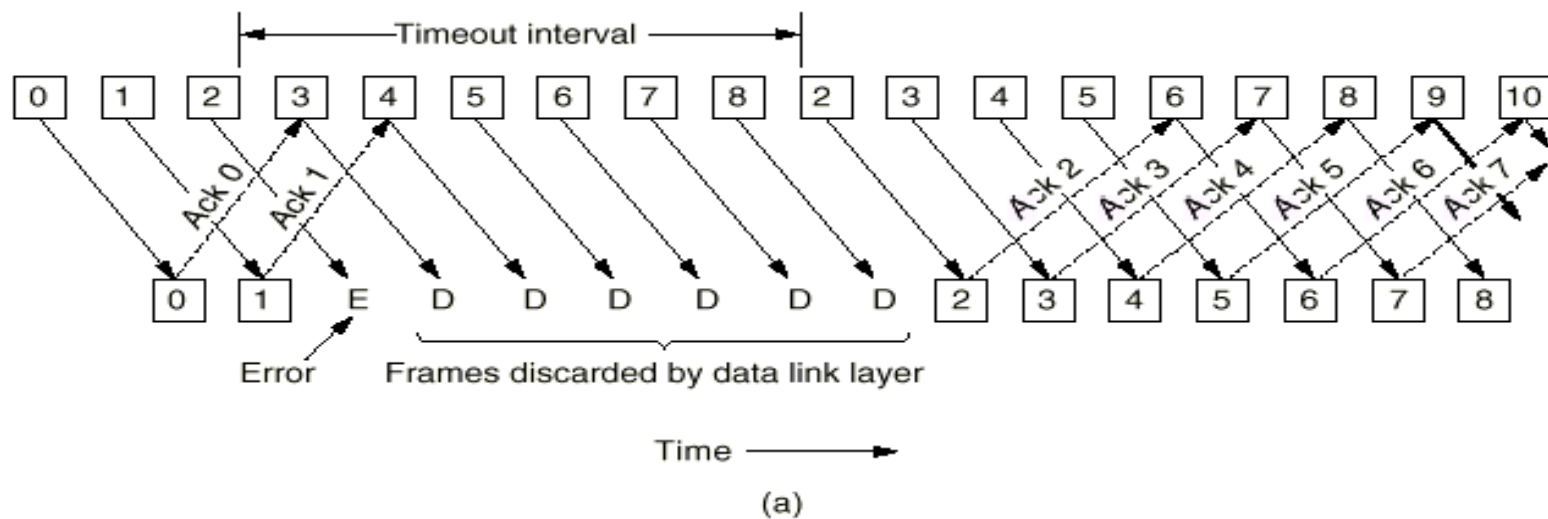 Timeout interval
0 1 2 3 4 5 6 7 8 2 3 4 5 6 7 8 9 10
Ack 0 Ack 1 Ack 2 Ack 3 Ack 4 Ack 5 Ack 6 Ack 7
0 1 E D D D D D D 2 3 4 5 6 7 8
Error Frames discarded by data link layer
Time
(a)